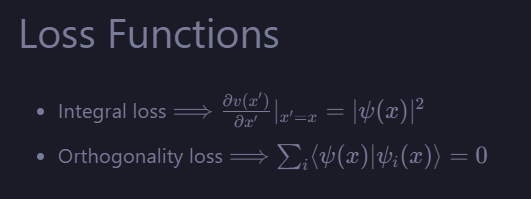 Loss Functions
• Integral loss ⟹ ∂v(x′)/∂x′ |ₓ′₌ₓ = |ψ(x)|²
• Orthogonality loss ⟹ ∑ᵢ⟨ψ(x)|ψᵢ(x)⟩ = 0